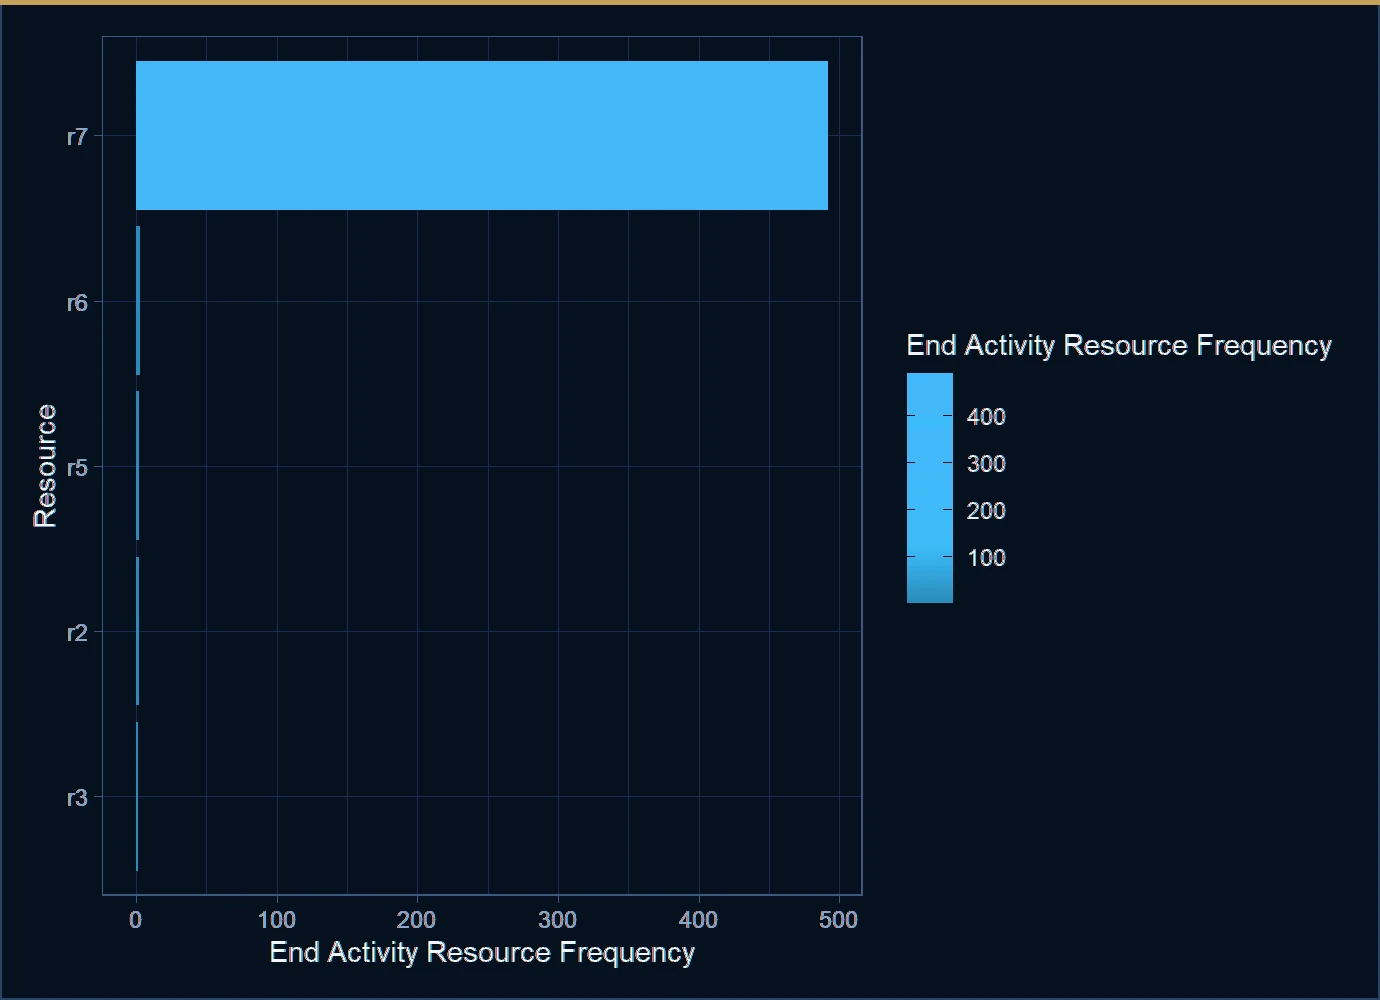 r7
r6
r5
r2
r3
Resource
0 100 200 300 400 500
End Activity Resource Frequency
End Activity Resource Frequency
400
300
200
100